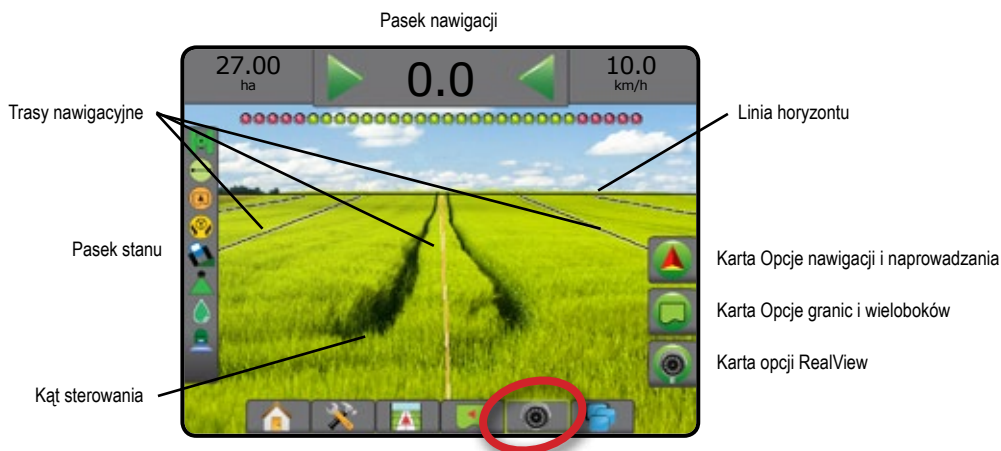 Pasek nawigacji
27.00
ha
0.0
10.0
km/h
Trasy nawigacyjne
Linia horyzontu
Pasek stanu
Karta Opcje nawigacji i naprowadzania
Karta Opcje granic i wieloboków
Karta opcji RealView
Kąt sterowania